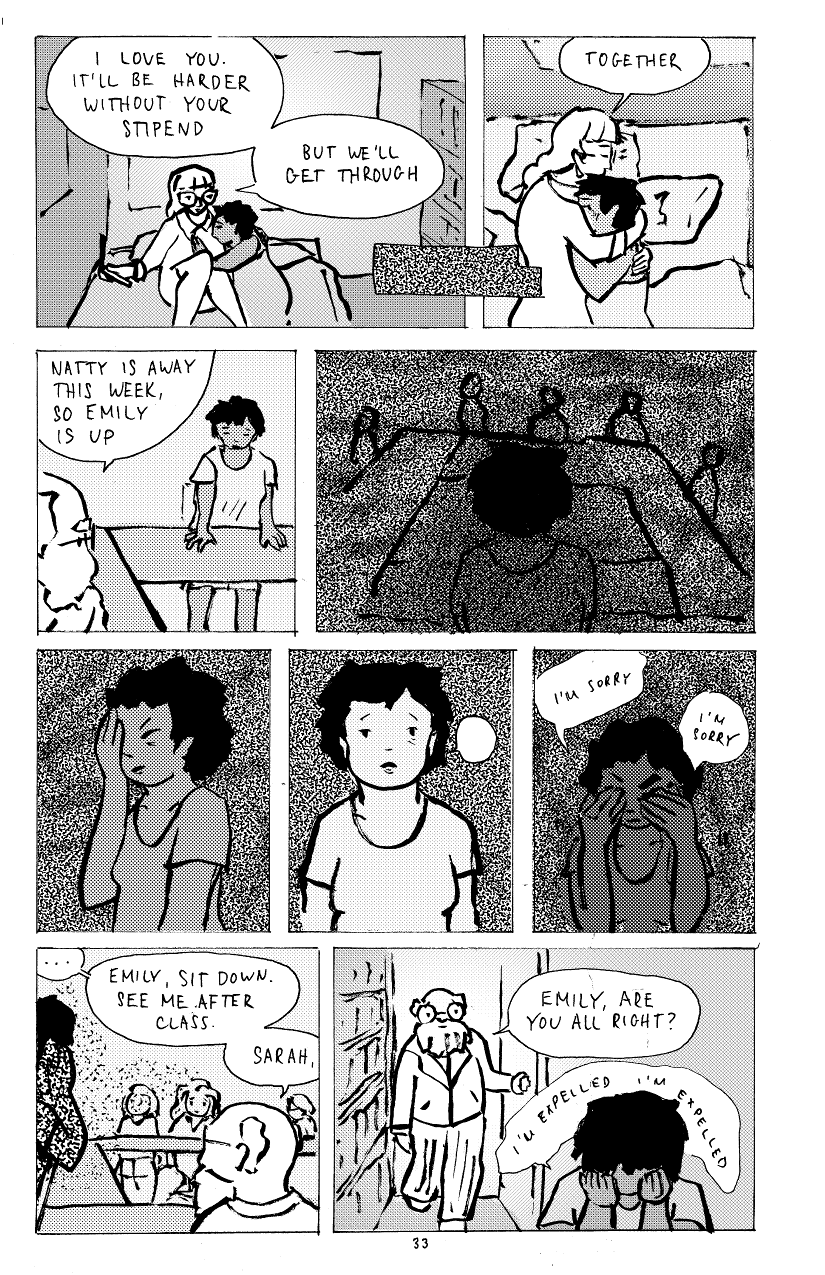 I LOVE YOU.
IT'LL BE HARDER
WITHOUT YOUR
STIPEND
BUT WE'LL
GET THROUGH
TOGETHER
NATTY IS AWAY
THIS WEEK,
SO EMILY
IS UP
I'M SORRY
I'M
SORRY
...
EMILY, SIT DOWN.
SEE ME AFTER
CLASS.
SARAH,
EMILY, ARE
YOU ALL RIGHT?
I'M EXPELLED I'M EXPELLED
33